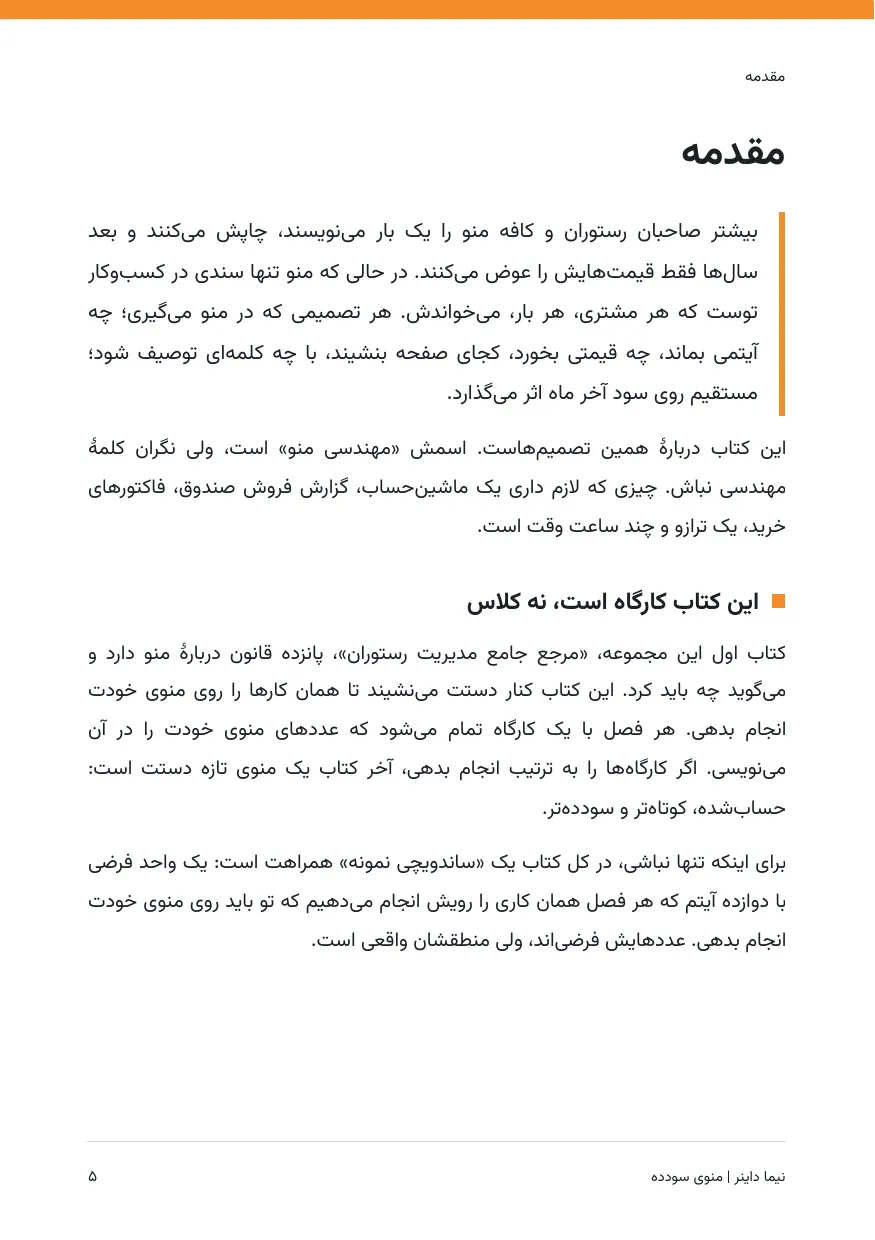 مقدمه
مقدمه
بیشتر صاحبان رستوران و کافه منو را یک بار می‌نویسند، چاپش می‌کنند و بعد
سال‌ها فقط قیمت‌هایش را عوض می‌کنند. در حالی که منو تنها سندی در کسب‌وکار
توست که هر مشتری، هر بار، می‌خواندش. هر تصمیمی که در منو می‌گیری؛ چه
آیتمی بماند، چه قیمتی بخورد، کجای صفحه بنشیند، با چه کلمه‌ای توصیف شود؛
مستقیم روی سود آخر ماه اثر می‌گذارد.
این کتاب دربارهٔ همین تصمیم‌هاست. اسمش «مهندسی منو» است، ولی نگران کلمهٔ
مهندسی نباش. چیزی که لازم داری یک ماشین‌حساب، گزارش فروش صندوق، فاکتورهای
خرید، یک ترازو و چند ساعت وقت است.
این کتاب کارگاه است، نه کلاس
کتاب اول این مجموعه، «مرجع جامع مدیریت رستوران»، پانزده قانون دربارهٔ منو دارد و
می‌گوید چه باید کرد. این کتاب کنار دستت می‌نشیند تا همان کارها را روی منوی خودت
انجام بدهی. هر فصل با یک کارگاه تمام می‌شود که عددهای منوی خودت را در آن
می‌نویسی. اگر کارگاه‌ها را به ترتیب انجام بدهی، آخر کتاب یک منوی تازه دستت است:
حساب‌شده، کوتاه‌تر و سودده‌تر.
برای اینکه تنها نباشی، در کل کتاب یک «ساندویچی نمونه» همراهت است: یک واحد فرضی
با دوازده آیتم که هر فصل همان کاری را رویش انجام می‌دهیم که تو باید روی منوی خودت
انجام بدهی. عددهایش فرضی‌اند، ولی منطقشان واقعی است.
نیما داینر | منوی سودده
۵